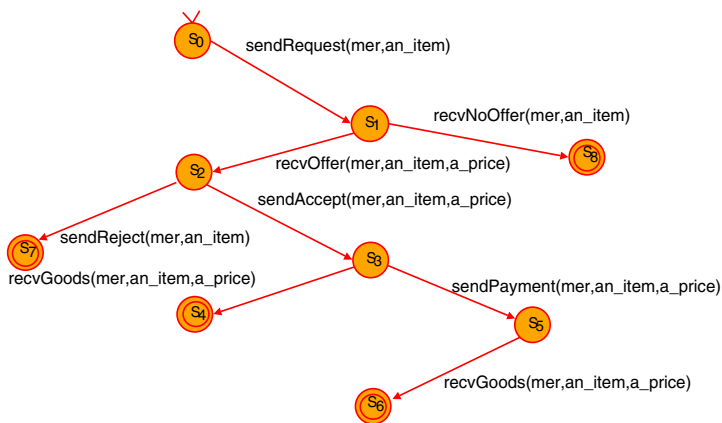 S0
sendRequest(mer,an_item)
S1
recvNoOffer(mer,an_item)
S8
recvOffer(mer,an_item,a_price)
S2
sendAccept(mer,an_item,a_price)
sendReject(mer,an_item)
S7
S3
recvGoods(mer,an_item,a_price)
sendPayment(mer,an_item,a_price)
S4
S5
recvGoods(mer,an_item,a_price)
S6